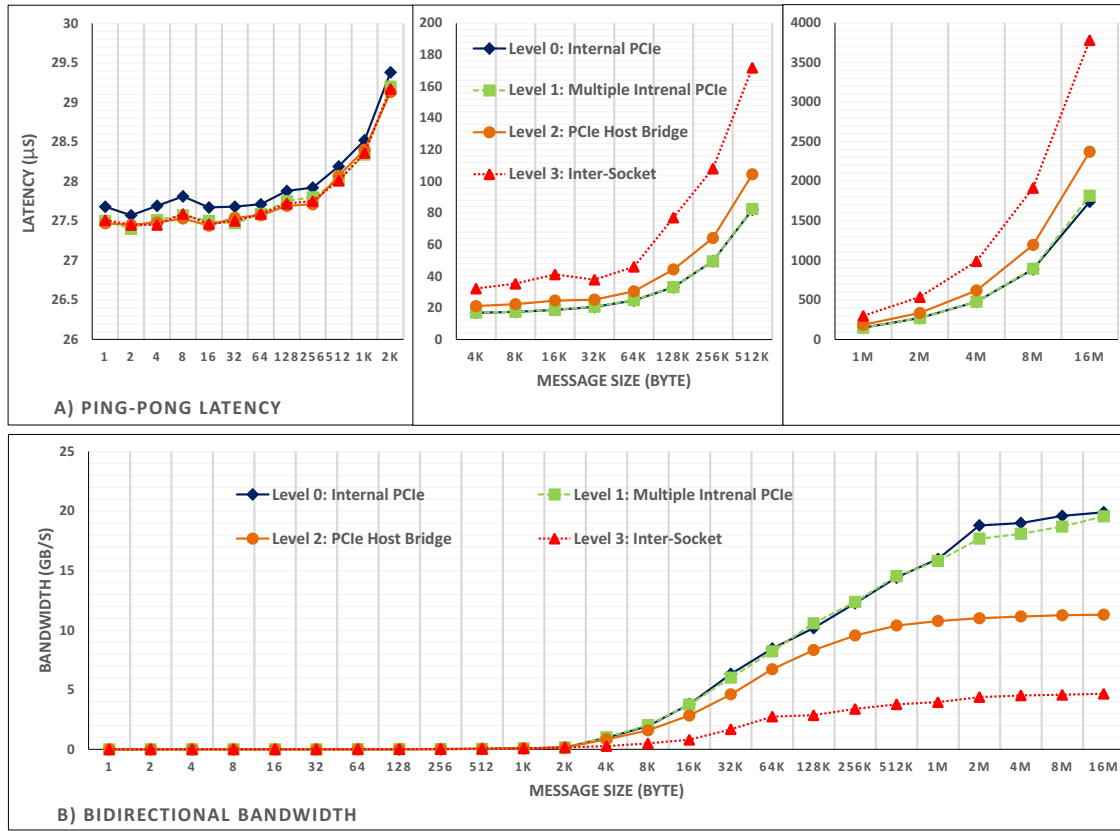 30
29.5
29
28.5
28
27.5
27
26.5
26
LATENCY (µS)
1 2 4 8 16 32 64 128 256 512 1K 2K
A) PING-PONG LATENCY
200
180
160
140
120
100
80
60
40
20
0
Level 0: Internal PCIe
Level 1: Multiple Intrenal PCIe
Level 2: PCIe Host Bridge
Level 3: Inter-Socket
4K 8K 16K 32K 64K 128K 256K 512K
MESSAGE SIZE (BYTE)
4000
3500
3000
2500
2000
1500
1000
500
0
1M 2M 4M 8M 16M
25
20
15
10
5
0
BANDWIDTH (GB/S)
Level 0: Internal PCIe
Level 1: Multiple Intrenal PCIe
Level 2: PCIe Host Bridge
Level 3: Inter-Socket
1 2 4 8 16 32 64 128 256 512 1K 2K 4K 8K 16K 32K 64K 128K 256K 512K 1M 2M 4M 8M 16M
MESSAGE SIZE (BYTE)
B) BIDIRECTIONAL BANDWIDTH